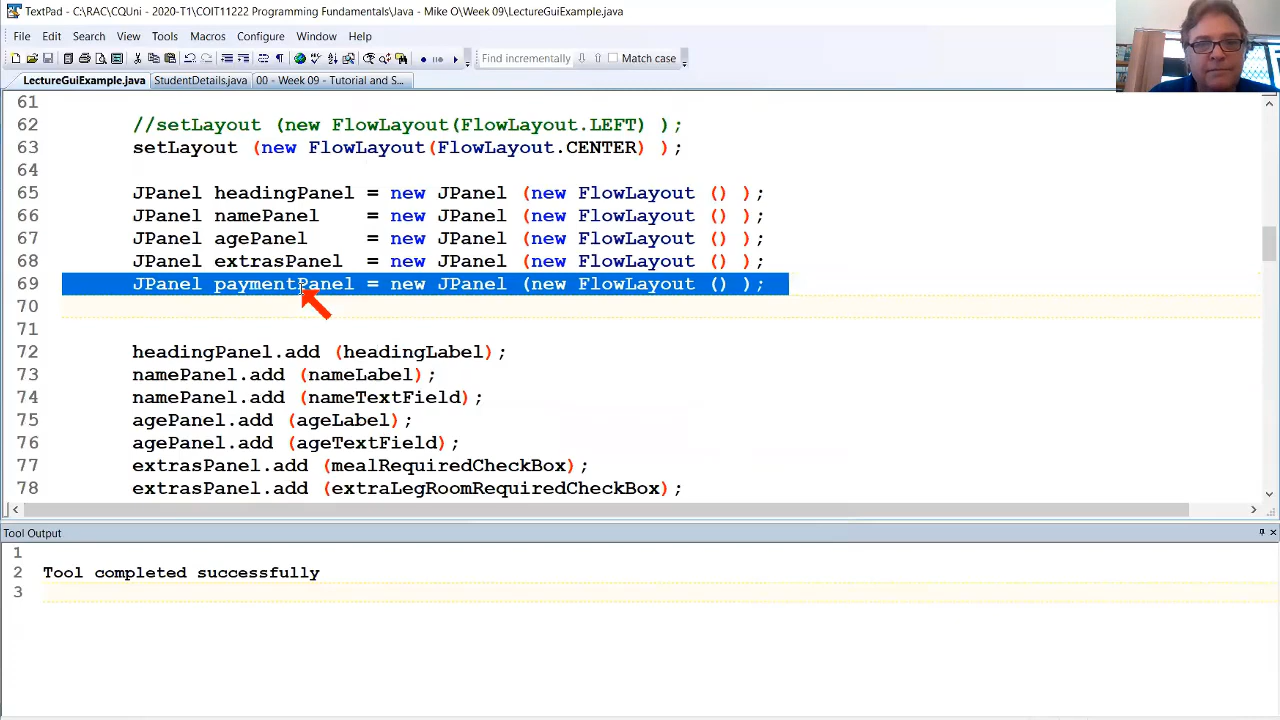 TextPad - C:\RAC\CQUni - 2020-T1\COIT11222 Programming Fundamentals\Java - Mike O\Week 09\LectureGuiExample.java
File Edit Search View Tools Macros Configure Window Help
Find incrementally Match case
LectureGuiExample.java StudentDetails.java 00 - Week 09 - Tutorial and S...
61
62 //setLayout (new FlowLayout(FlowLayout.LEFT) );
63 setLayout (new FlowLayout(FlowLayout.CENTER) );
64
65 JPanel headingPanel = new JPanel (new FlowLayout () );
66 JPanel namePanel = new JPanel (new FlowLayout () );
67 JPanel agePanel = new JPanel (new FlowLayout () );
68 JPanel extrasPanel = new JPanel (new FlowLayout () );
69 JPanel paymentPanel = new JPanel (new FlowLayout () );
70
71
72 headingPanel.add (headingLabel);
73 namePanel.add (nameLabel);
74 namePanel.add (nameTextField);
75 agePanel.add (ageLabel);
76 agePanel.add (ageTextField);
77 extrasPanel.add (mealRequiredCheckBox);
78 extrasPanel.add (extraLegRoomRequiredCheckBox);
Tool Output
1
2 Tool completed successfully
3